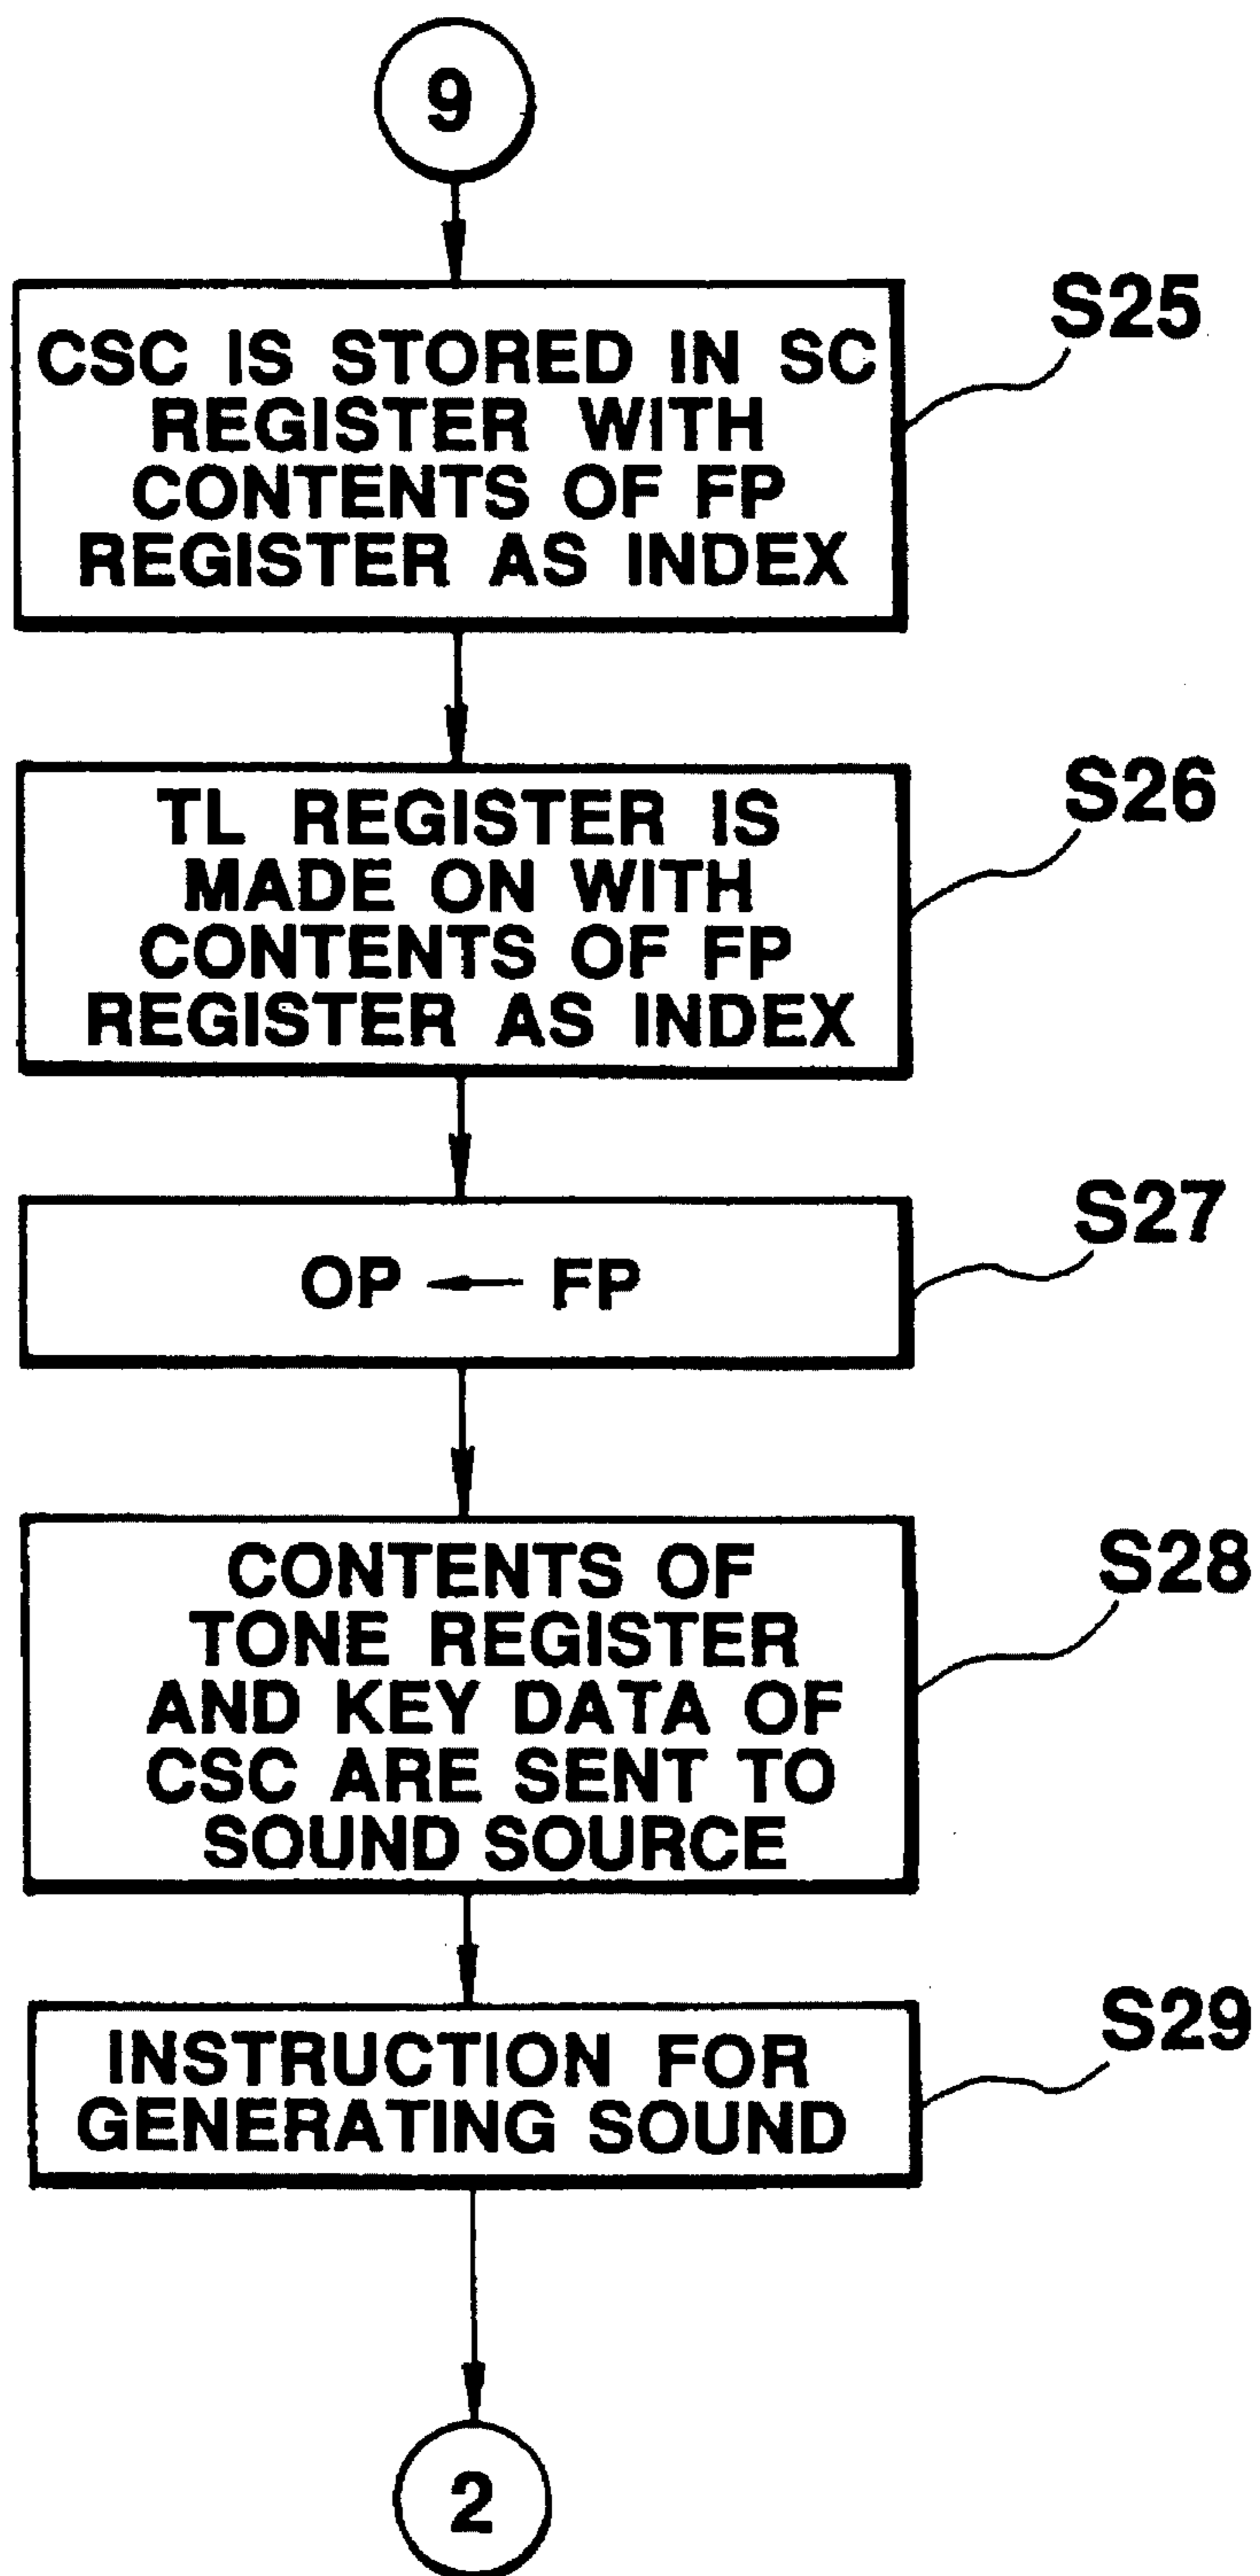 9
S25
CSC IS STORED IN SC
REGISTER WITH
CONTENTS OF FP
REGISTER AS INDEX
S26
TL REGISTER IS
MADE ON WITH
CONTENTS OF FP
REGISTER AS INDEX
S27
OP ← FP
S28
CONTENTS OF
TONE REGISTER
AND KEY DATA OF
CSC ARE SENT TO
SOUND SOURCE
S29
INSTRUCTION FOR
GENERATING SOUND
2